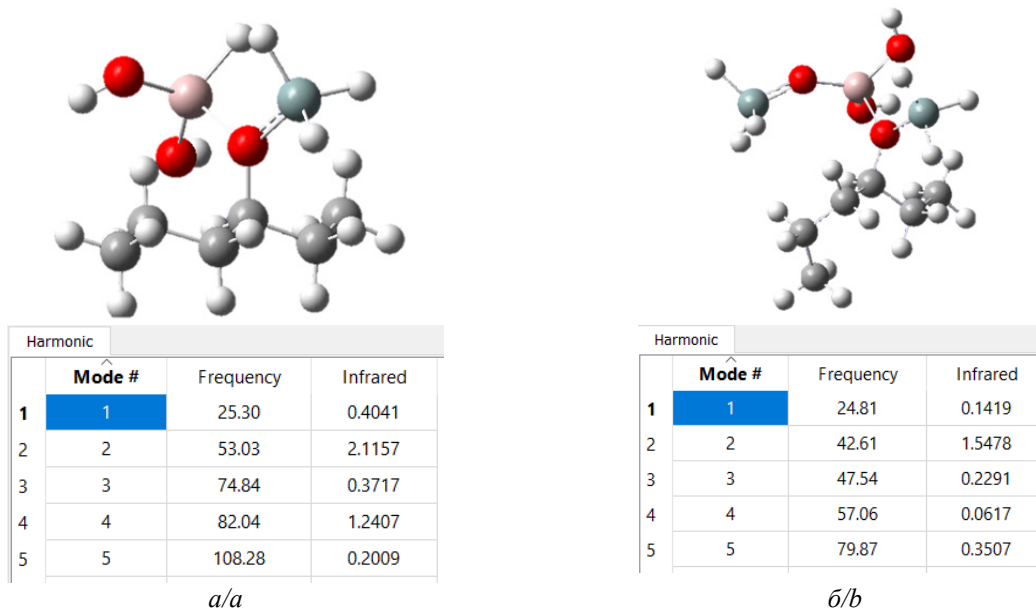 Harmonic
Mode # Frequency Infrared
1 1 25.30 0.4041
2 2 53.03 2.1157
3 3 74.84 0.3717
4 4 82.04 1.2407
5 5 108.28 0.2009
а/a
Harmonic
Mode # Frequency Infrared
1 1 24.81 0.1419
2 2 42.61 1.5478
3 3 47.54 0.2291
4 4 57.06 0.0617
5 5 79.87 0.3507
б/b